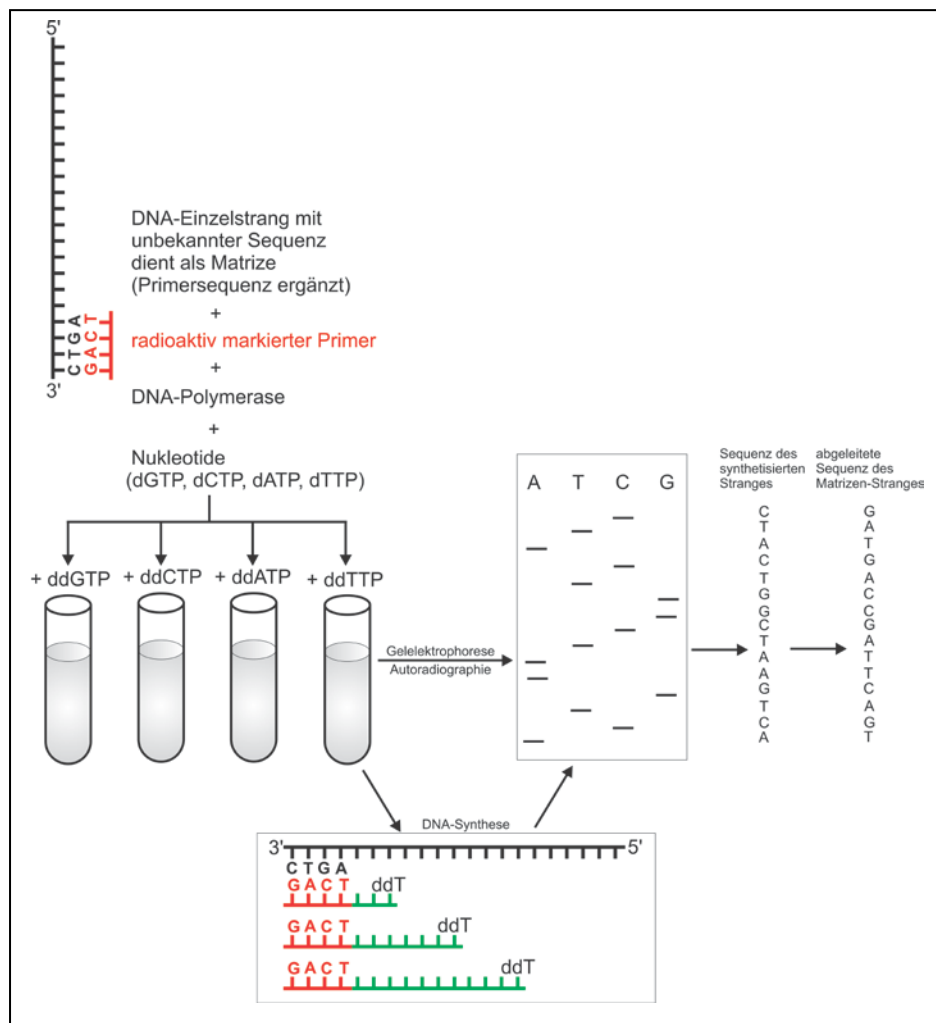 5'
DNA-Einzelstrang mit
unbekannter Sequenz
dient als Matrize
(Primersequenz ergänzt)
+
radioaktiv markierter Primer
+
DNA-Polymerase
+
Nukleotide
(dGTP, dCTP, dATP, dTTP)
CTGA
GACT
3'
+ ddGTP
+ ddCTP
+ ddATP
+ ddTTP
Gelelektrophorese
Autoradiographie
A T C G
Sequenz des
synthetisierten
Stranges
C
T
A
C
T
G
G
C
T
A
A
G
T
C
A
abgeleitete
Sequenz des
Matrizen-Stranges
G
A
T
G
A
C
C
G
A
T
T
C
A
G
T
DNA-Synthese
3' 5'
C T G A
G A C T ddT
G A C T ddT
G A C T ddT